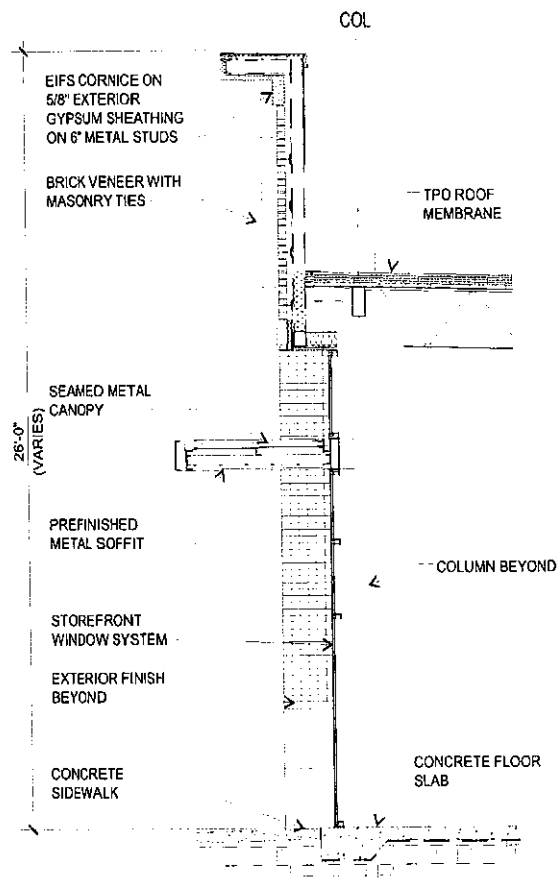 COL
EIFS CORNICE ON
5/8" EXTERIOR
GYPSUM SHEATHING
ON 6" METAL STUDS
BRICK VENEER WITH
MASONRY TIES
TPO ROOF
MEMBRANE
SEAMED METAL
CANOPY
26'-0"
(VARIES)
PREFINISHED
METAL SOFFIT
COLUMN BEYOND
STOREFRONT
WINDOW SYSTEM
EXTERIOR FINISH
BEYOND
CONCRETE
SIDEWALK
CONCRETE FLOOR
SLAB